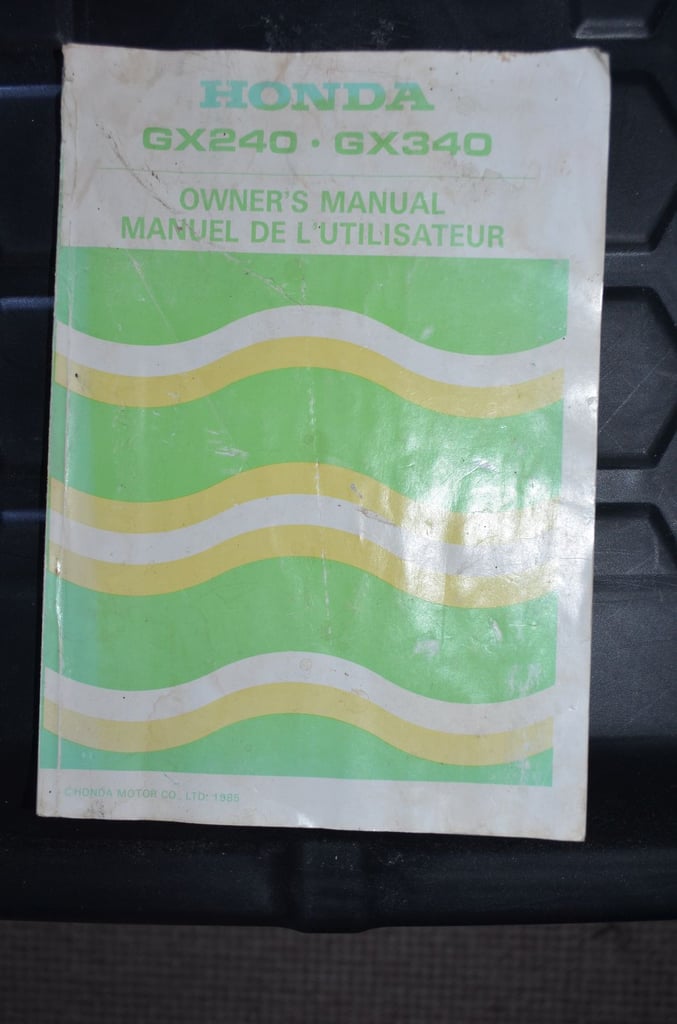 HONDA
GX240 · GX340
OWNER'S MANUAL
MANUEL DE L'UTILISATEUR
©HONDA MOTOR CO., LTD: 1985